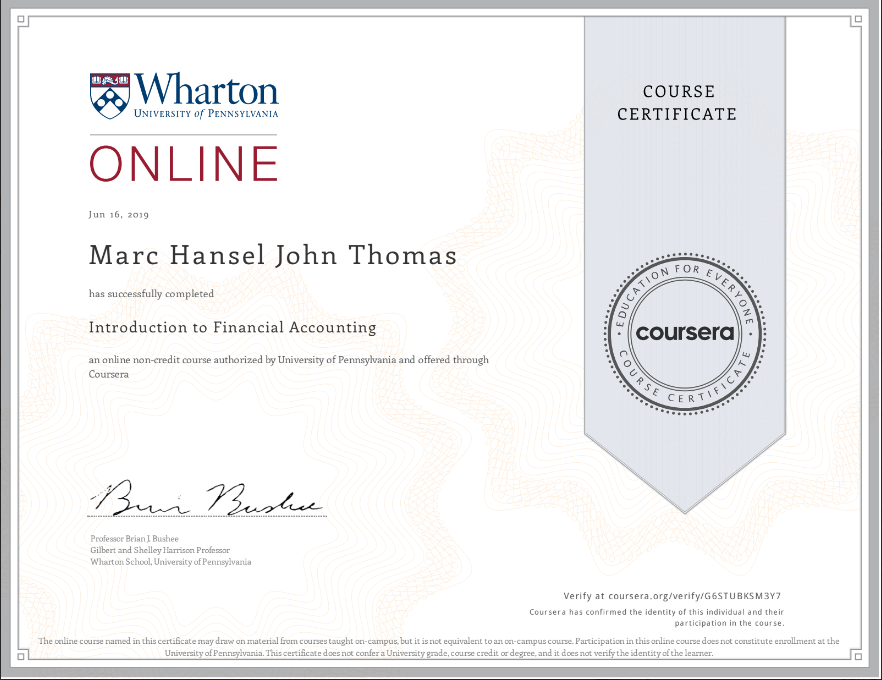 Wharton
UNIVERSITY of PENNSYLVANIA
ONLINE
Jun 16, 2019
Marc Hansel John Thomas
has successfully completed
Introduction to Financial Accounting
an online non-credit course authorized by University of Pennsylvania and offered through
Coursera
Brian Bushee
Professor Brian J. Bushee
Gilbert and Shelley Harrison Professor
Wharton School, University of Pennsylvania
COURSE
CERTIFICATE
EDUCATION FOR EVERYONE
coursera
COURSE CERTIFICATE
Verify at coursera.org/verify/G6STUBKSM3Y7
Coursera has confirmed the identity of this individual and their
participation in the course.
The online course named in this certificate may draw on material from courses taught on-campus, but it is not equivalent to an on-campus course. Participation in this online course does not constitute enrollment at the
University of Pennsylvania. This certificate does not confer a University grade, course credit or degree, and it does not verify the identity of the learner.